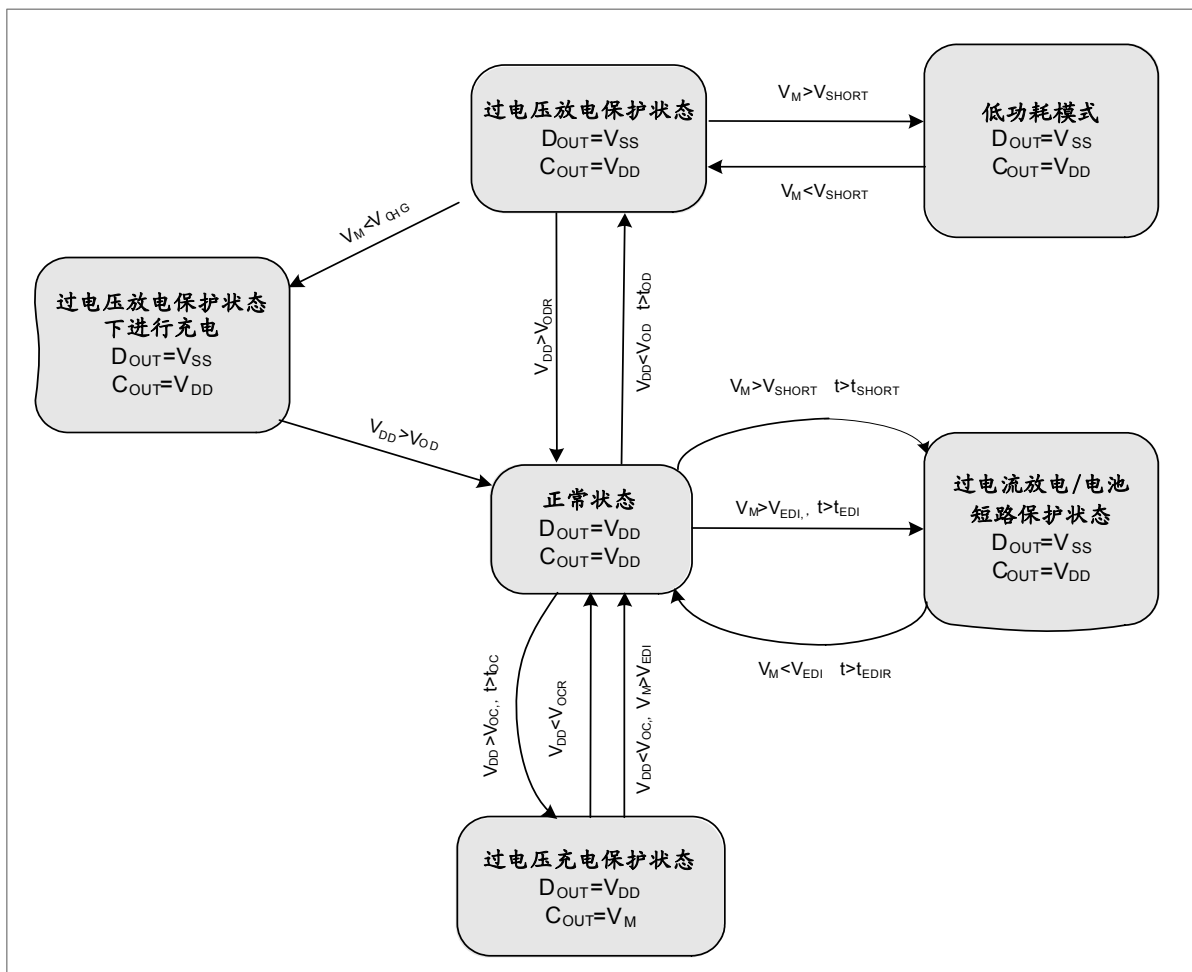 过电压放电保护状态
DOUT=VSS
COUT=VDD
VM>VSHORT
VM<VSHORT
低功耗模式
DOUT=VSS
COUT=VDD
VM<VCHG
过电压放电保护状态
下进行充电
DOUT=VSS
COUT=VDD
VDD>VODR
VDD<VOD t>tOD
VDD>VOD
VM>VSHORT t>tSHORT
正常状态
DOUT=VDD
COUT=VDD
VM>VEDI,, t>tEDI
过电流放电/电池
短路保护状态
DOUT=VSS
COUT=VDD
VM<VEDI t>tEDIR
VDD>VOC,, t>tOC
VDD<VOCR
VDD<VOC,, VM>VEDI
过电压充电保护状态
DOUT=VDD
COUT=VM